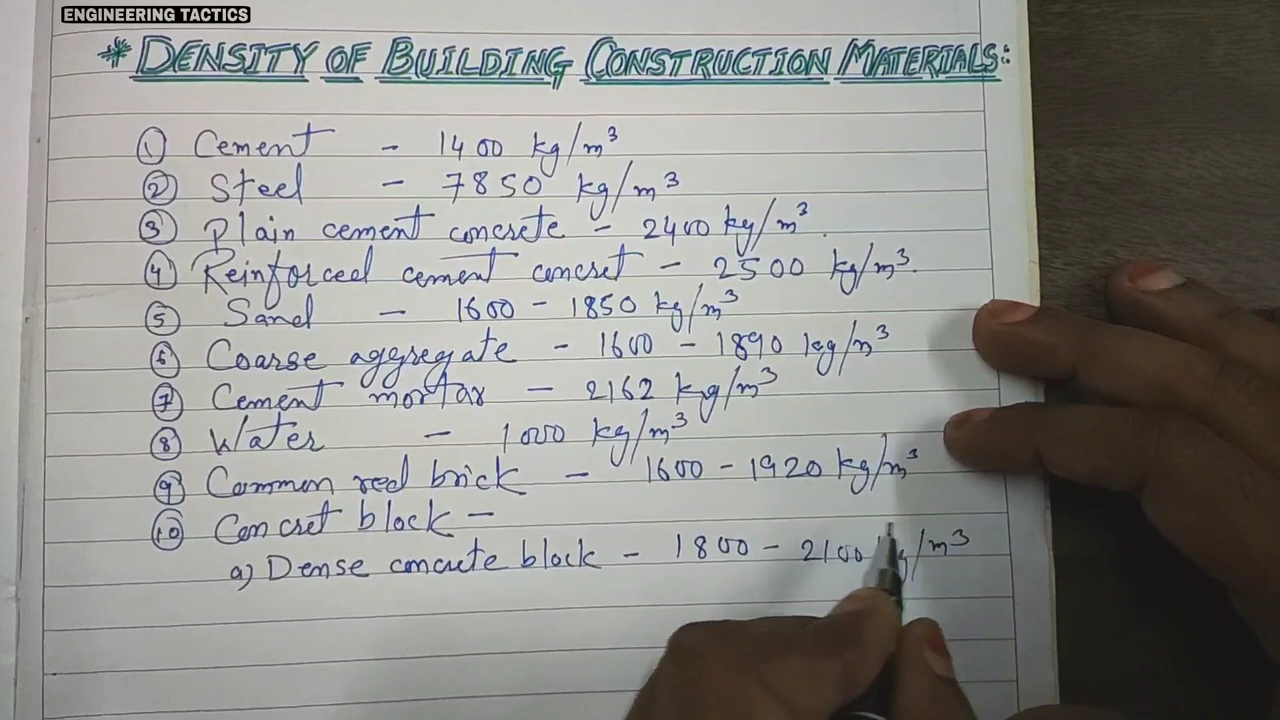 ENGINEERING TACTICS
* DENSITY OF BUILDING CONSTRUCTION MATERIALS:
① Cement - 1400 kg/m³
② Steel - 7850 kg/m³
③ Plain cement concrete - 2400 kg/m³.
④ Reinforced cement concret - 2500 kg/m³.
⑤ Sand - 1600 - 1850 kg/m³
⑥ Coarse aggregate - 1600 - 1890 kg/m³
⑦ Cement mortar - 2162 kg/m³
⑧ Water - 1000 kg/m³
⑨ Common red brick - 1600 - 1920 kg/m³
⑩ Concret block -
a) Dense concrete block - 1800 - 2100 kg/m³